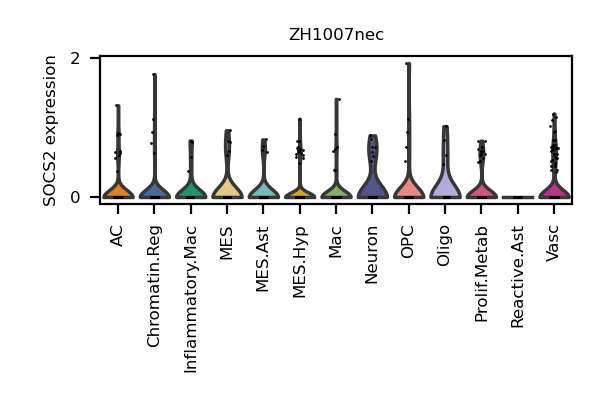 ZH1007nec
SOCS2 expression
2
0
AC
Chromatin.Reg
Inflammatory.Mac
MES
MES.Ast
MES.Hyp
Mac
Neuron
OPC
Oligo
Prolif.Metab
Reactive.Ast
Vasc